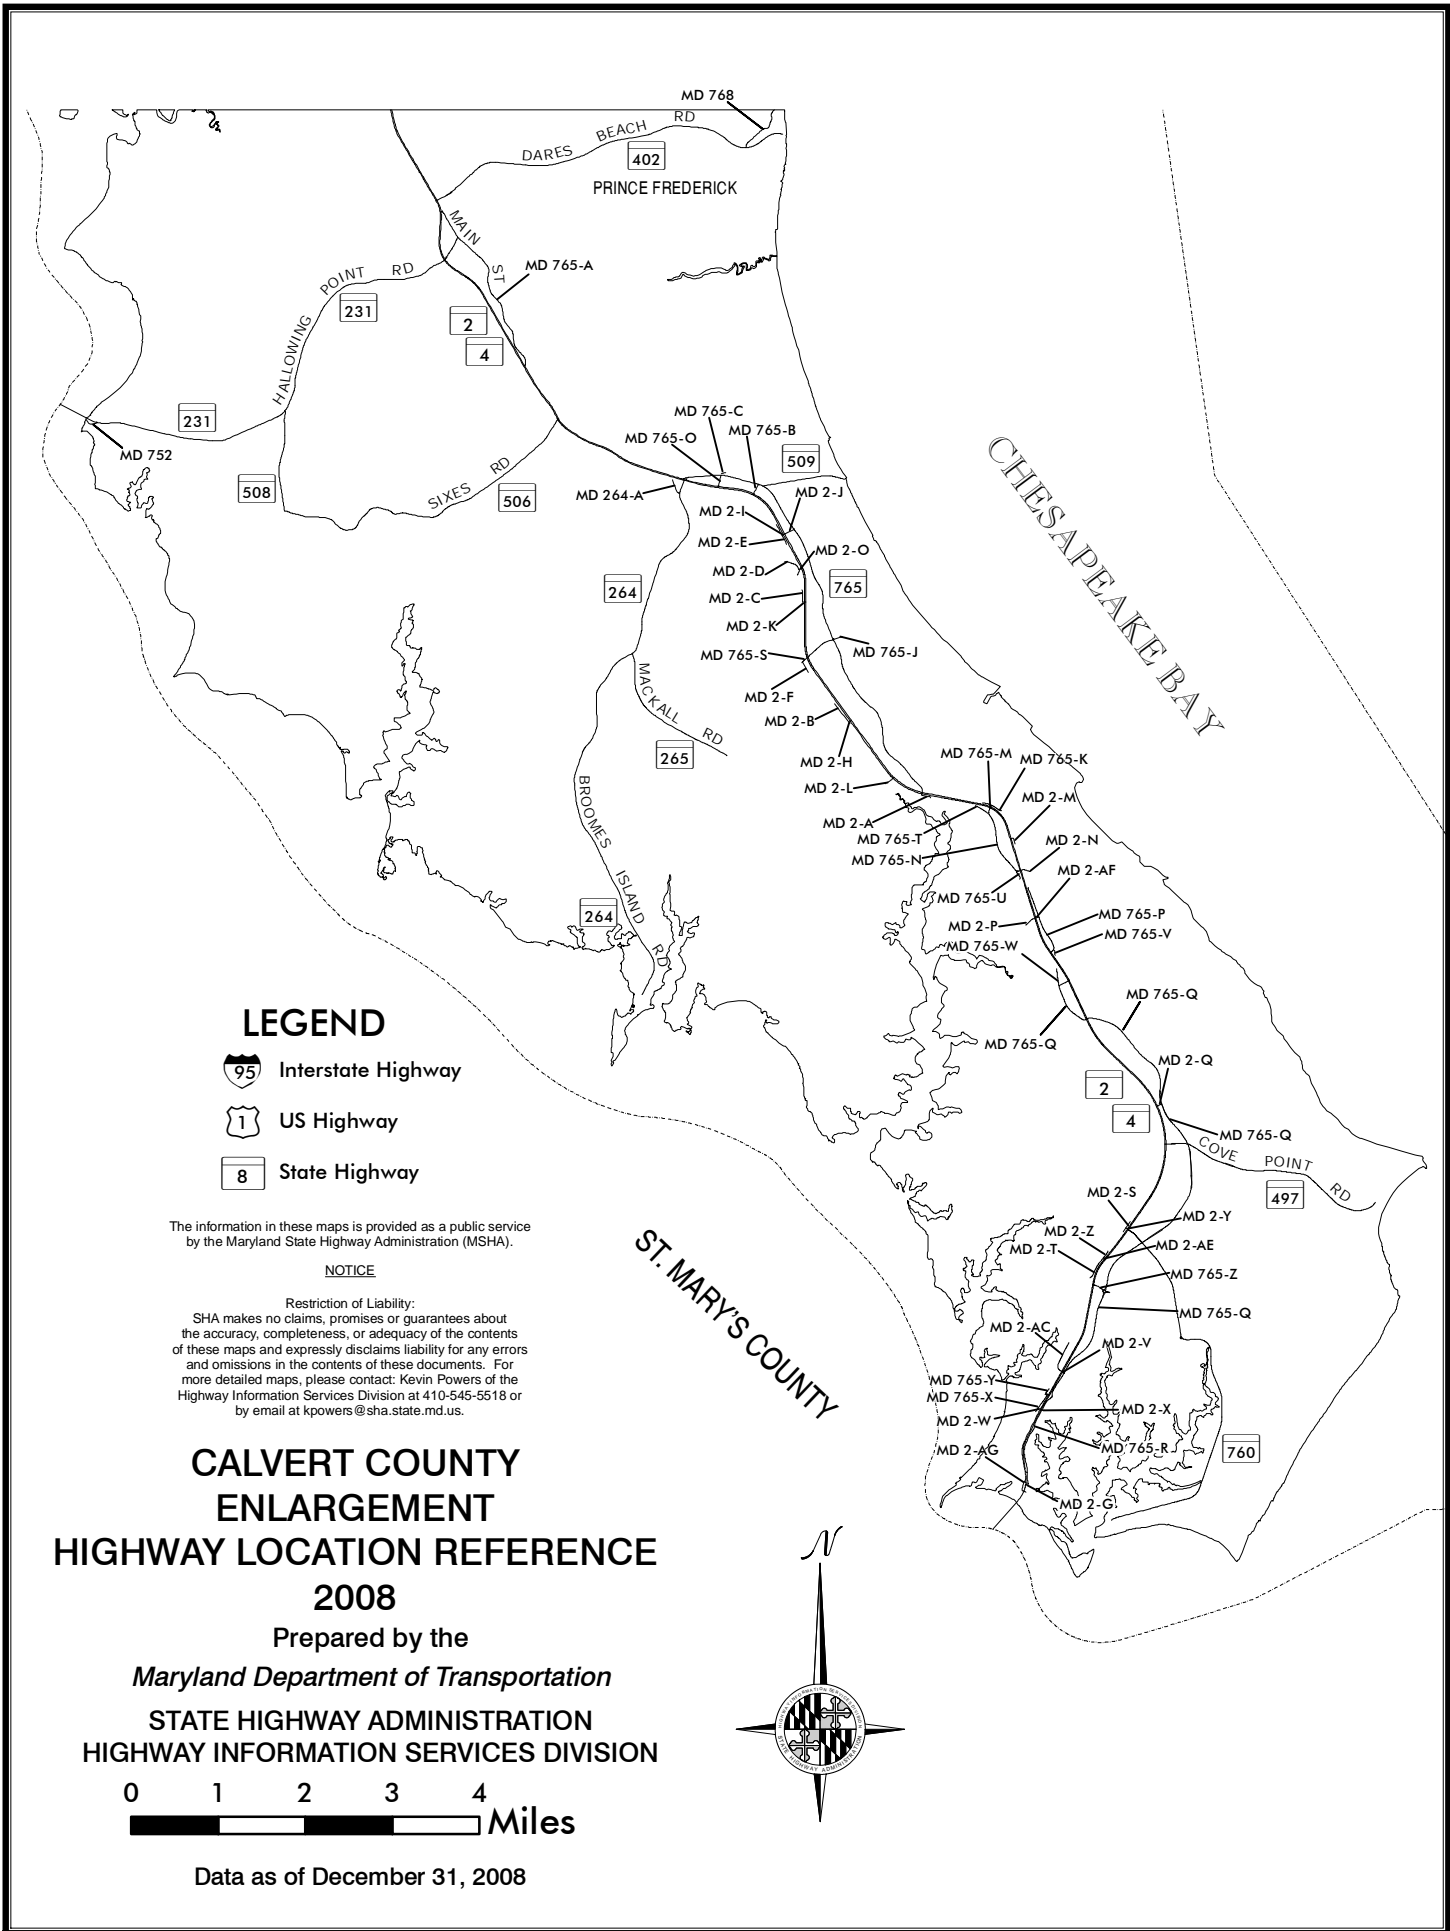 MD 768
DARES BEACH RD
402
PRINCE FREDERICK
MAIN ST
MD 765-A
HALLOWING POINT RD
231
2
4
231
MD 752
508
SIXES RD
506
MD 765-C
MD 765-O
MD 765-B
509
MD 264-A
MD 2-J
MD 2-I
MD 2-E
MD 2-O
MD 2-D
765
264
MD 2-C
MD 2-K
MD 765-S
MD 765-J
MD 2-F
MACKALL RD
MD 2-B
265
MD 2-H
MD 2-L
CHESAPEAKE BAY
MD 765-M
MD 765-K
MD 2-M
MD 2-A
MD 765-T
MD 765-N
MD 2-N
MD 2-AF
MD 765-U
MD 2-P
MD 765-P
MD 765-V
MD 765-W
BROOMES ISLAND RD
264
MD 765-Q
MD 765-Q
MD 2-Q
2
4
MD 765-Q
COVE POINT RD
497
MD 2-S
MD 2-Y
MD 2-Z
MD 2-T
MD 2-AE
MD 765-Z
MD 765-Q
MD 2-AC
MD 2-V
MD 765-Y
MD 765-X
MD 2-W
MD 2-X
MD 2-AG
MD 765-R
760
MD 2-G
ST. MARY'S COUNTY
LEGEND
95 Interstate Highway
1 US Highway
8 State Highway
The information in these maps is provided as a public service
by the Maryland State Highway Administration (MSHA).
NOTICE
Restriction of Liability:
SHA makes no claims, promises or guarantees about
the accuracy, completeness, or adequacy of the contents
of these maps and expressly disclaims liability for any errors
and omissions in the contents of these documents. For
more detailed maps, please contact: Kevin Powers of the
Highway Information Services Division at 410-545-5518 or
by email at kpowers@sha.state.md.us.
CALVERT COUNTY
ENLARGEMENT
HIGHWAY LOCATION REFERENCE
2008
Prepared by the
Maryland Department of Transportation
STATE HIGHWAY ADMINISTRATION
HIGHWAY INFORMATION SERVICES DIVISION
0 1 2 3 4
Miles
Data as of December 31, 2008
N
HIGHWAY INFORMATION SERVICES DIVISION
STATE HIGHWAY ADMINISTRATION